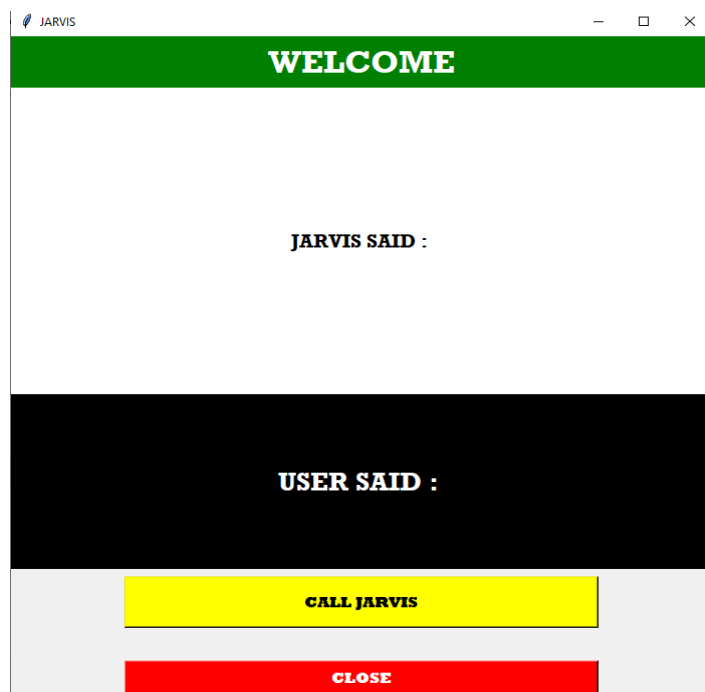 JARVIS
WELCOME
JARVIS SAID :
USER SAID :
CALL JARVIS
CLOSE